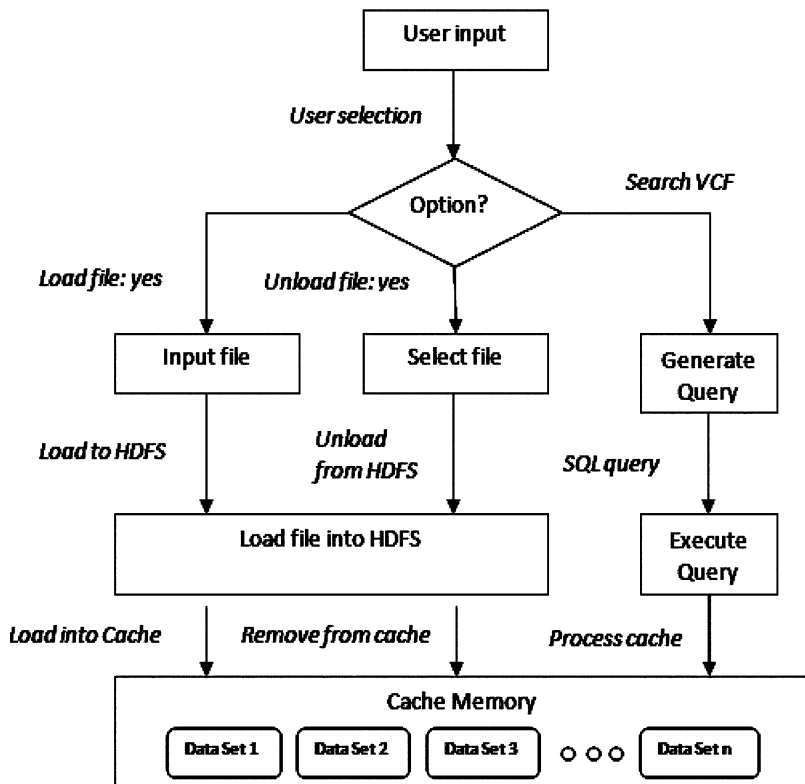 User input
User selection
Search VCF
Option?
Load file: yes
Unload file: yes
Input file
Select file
Generate
Query
Load to HDFS
Unload
from HDFS
SQL query
Load file into HDFS
Execute
Query
Load into Cache
Remove from cache
Process cache
Cache Memory
Data Set 1
Data Set 2
Data Set 3
Data Set n